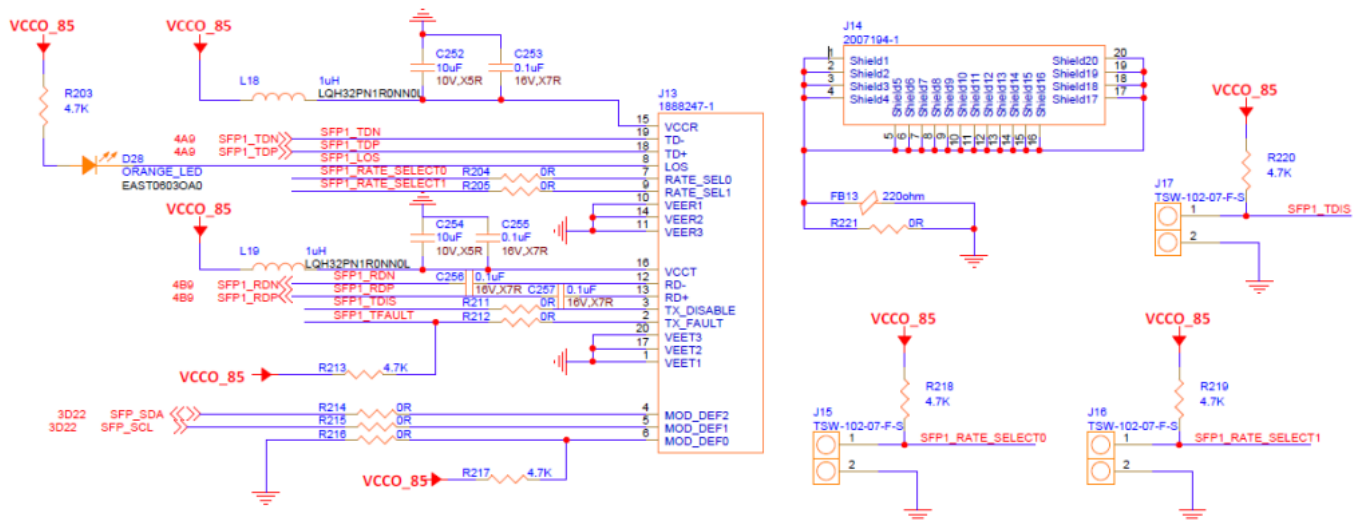 VCCO_85
VCCO_85
R203
4.7K
L18
1uH
LQH32PN1R0NN0L
C252
10uF
10V,X5R
C253
0.1uF
16V,X7R
D28
ORANGE_LED
EAST0603OA0
4A9 SFP1_TDN
4A9 SFP1_TDP
SFP1_TDN
SFP1_TDP
SFP1_LOS
SFP1_RATE_SELECT0
SFP1_RATE_SELECT1
R204 0R
R205 0R
VCCO_85
L19
1uH
LQH32PN1R0NN0L
C254
10uF
10V,X5R
C255
0.1uF
16V,X7R
4B9 SFP1_RDN
4B9 SFP1_RDP
SFP1_RDN
SFP1_RDP
SFP1_TDIS
SFP1_TFAULT
C256 0.1uF
16V,X7R
C257 0.1uF
16V,X7R
R211 0R
R212 0R
VCCO_85
R213 4.7K
3D22 SFP_SDA
3D22 SFP_SCL
R214 0R
R215 0R
R216 0R
VCCO_85
R217 4.7K
J13
1888247-1
15 VCCR
19 TD-
18 TD+
8 LOS
7 RATE_SEL0
9 RATE_SEL1
10 VEER1
14 VEER2
11 VEER3
16 VCCT
12 RD-
13 RD+
3 TX_DISABLE
2 TX_FAULT
20 VEET3
17 VEET2
1 VEET1
4 MOD_DEF2
5 MOD_DEF1
6 MOD_DEF0
J14
2007194-1
1 Shield1
2 Shield2
3 Shield3
4 Shield4
Shield5
Shield6
Shield7
Shield8
Shield9
Shield10
Shield11
Shield12
Shield13
Shield14
Shield15
Shield16
Shield20 20
Shield19 19
Shield18 18
Shield17 17
5
6
7
8
9
10
11
12
13
14
15
16
FB13 220ohm
R221 0R
VCCO_85
R220
4.7K
J17
TSW-102-07-F-S
1
2
SFP1_TDIS
VCCO_85
R218
4.7K
J15
TSW-102-07-F-S
1
2
SFP1_RATE_SELECT0
VCCO_85
R219
4.7K
J16
TSW-102-07-F-S
1
2
SFP1_RATE_SELECT1